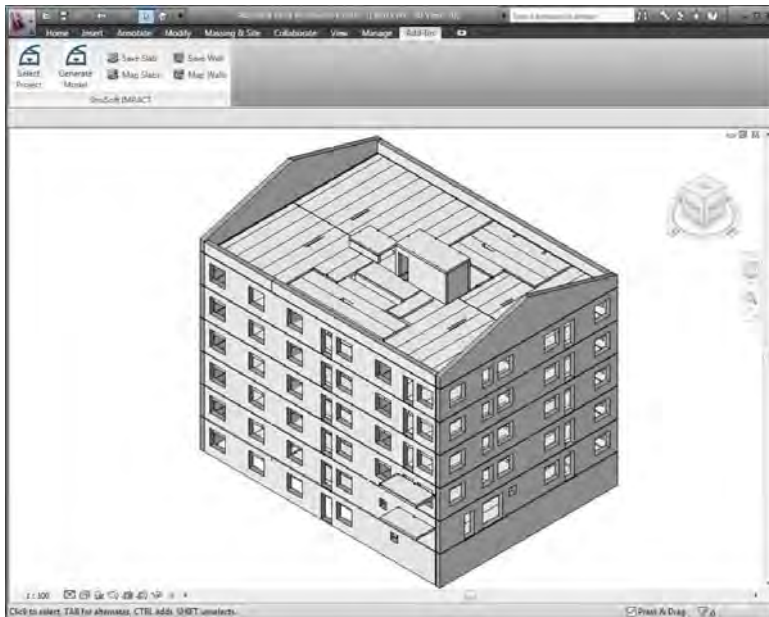 Home Insert Annotate Modify Massing & Site Collaborate View Manage Add-Ins
Select Project
Generate Model
Save Slab Save Wall
Map Slabs Map Walls
StruSoft IMPACT
1 : 100
Click to select, TAB for alternates, CTRL adds, SHIFT unselects.
Press & Drag